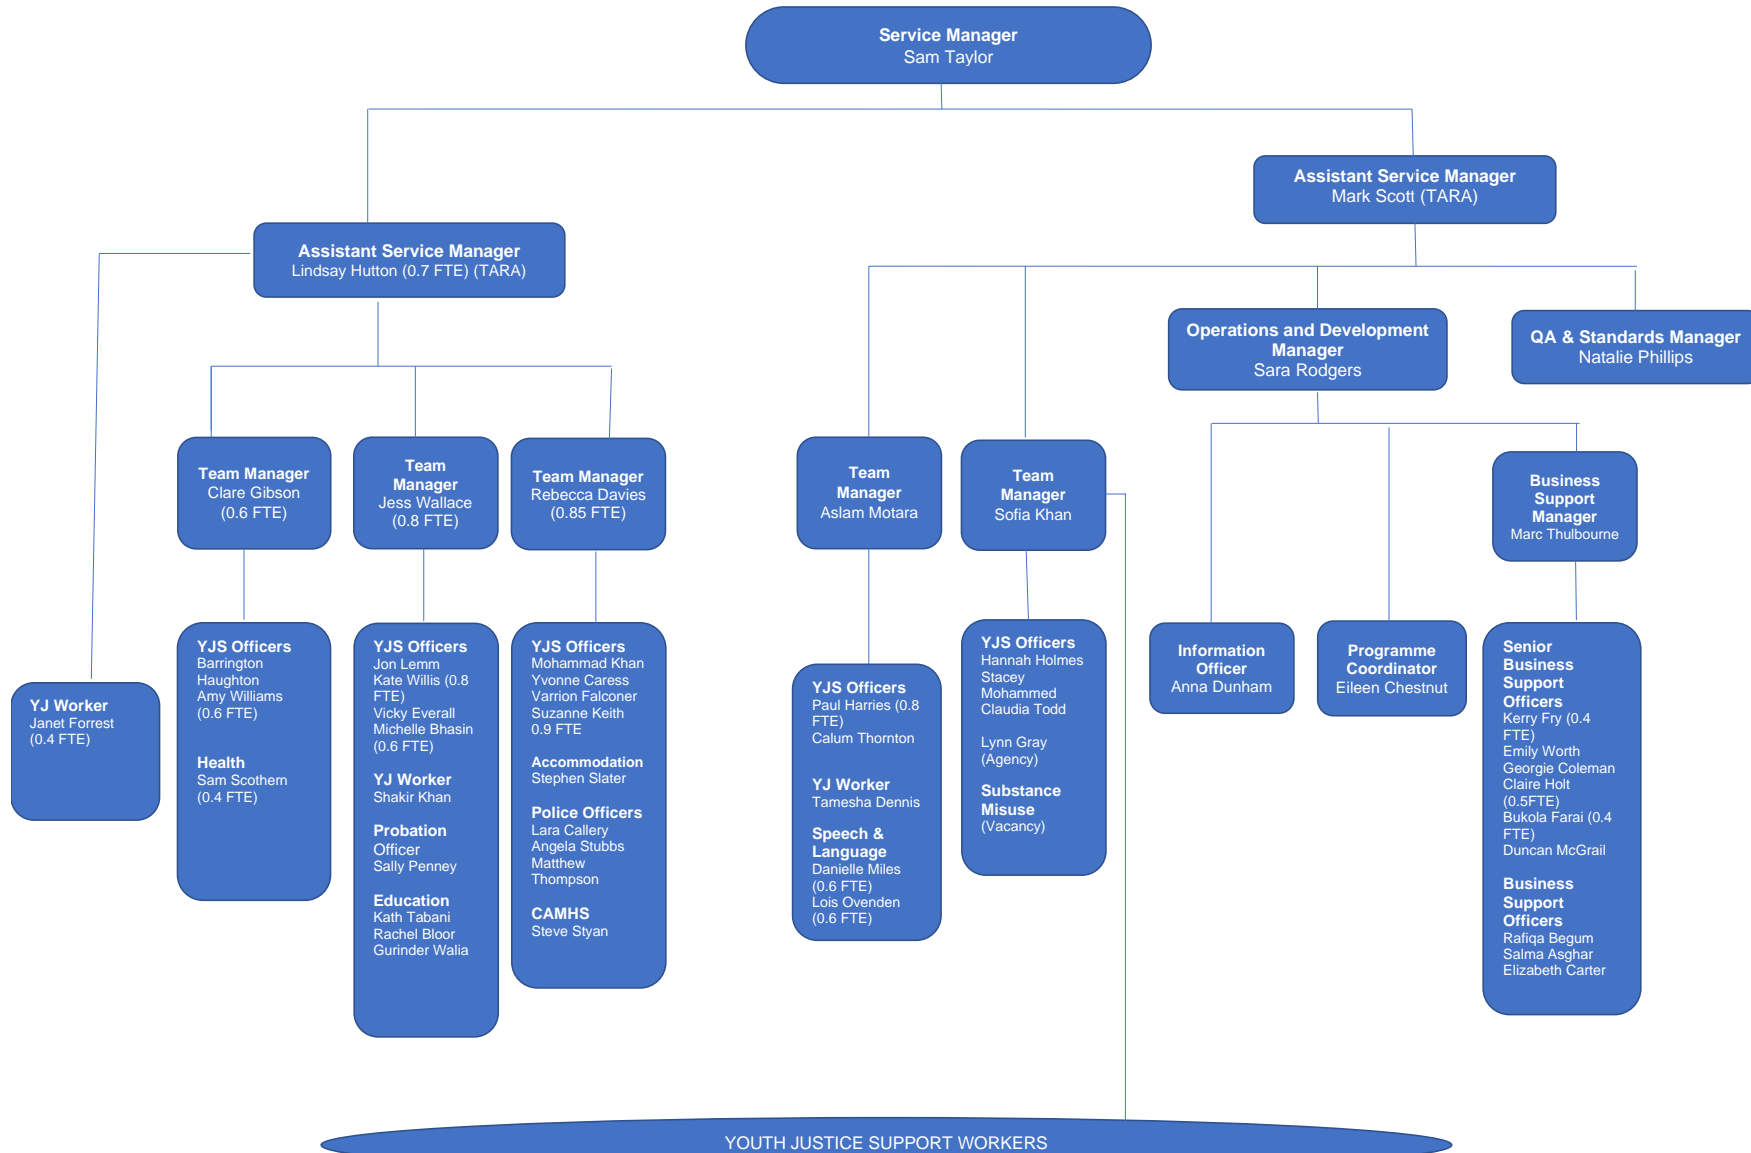 Service Manager
Sam Taylor
Assistant Service Manager
Mark Scott (TARA)
Assistant Service Manager
Lindsay Hutton (0.7 FTE) (TARA)
Operations and Development
Manager
Sara Rodgers
QA & Standards Manager
Natalie Phillips
Team Manager
Clare Gibson
(0.6 FTE)
Team
Manager
Jess Wallace
(0.8 FTE)
Team Manager
Rebecca Davies
(0.85 FTE)
Team
Manager
Aslam Motara
Team
Manager
Sofia Khan
Business
Support
Manager
Marc Thulbourne
YJ Worker
Janet Forrest
(0.4 FTE)
YJS Officers
Barrington
Haughton
Amy Williams
(0.6 FTE)
Health
Sam Scothern
(0.4 FTE)
YJS Officers
Jon Lemm
Kate Willis (0.8
FTE)
Vicky Everall
Michelle Bhasin
(0.6 FTE)
YJ Worker
Shakir Khan
Probation
Officer
Sally Penney
Education
Kath Tabani
Rachel Bloor
Gurinder Walia
YJS Officers
Mohammad Khan
Yvonne Caress
Varrion Falconer
Suzanne Keith
0.9 FTE
Accommodation
Stephen Slater
Police Officers
Lara Callery
Angela Stubbs
Matthew
Thompson
CAMHS
Steve Styan
YJS Officers
Paul Harries (0.8
FTE)
Calum Thornton
YJ Worker
Tamesha Dennis
Speech &
Language
Danielle Miles
(0.6 FTE)
Lois Ovenden
(0.6 FTE)
YJS Officers
Hannah Holmes
Stacey
Mohammed
Claudia Todd
Lynn Gray
(Agency)
Substance
Misuse
(Vacancy)
Information
Officer
Anna Dunham
Programme
Coordinator
Eileen Chestnut
Senior
Business
Support
Officers
Kerry Fry (0.4
FTE)
Emily Worth
Georgie Coleman
Claire Holt
(0.5FTE)
Bukola Farai (0.4
FTE)
Duncan McGrail
Business
Support
Officers
Rafiqa Begum
Salma Asghar
Elizabeth Carter
YOUTH JUSTICE SUPPORT WORKERS